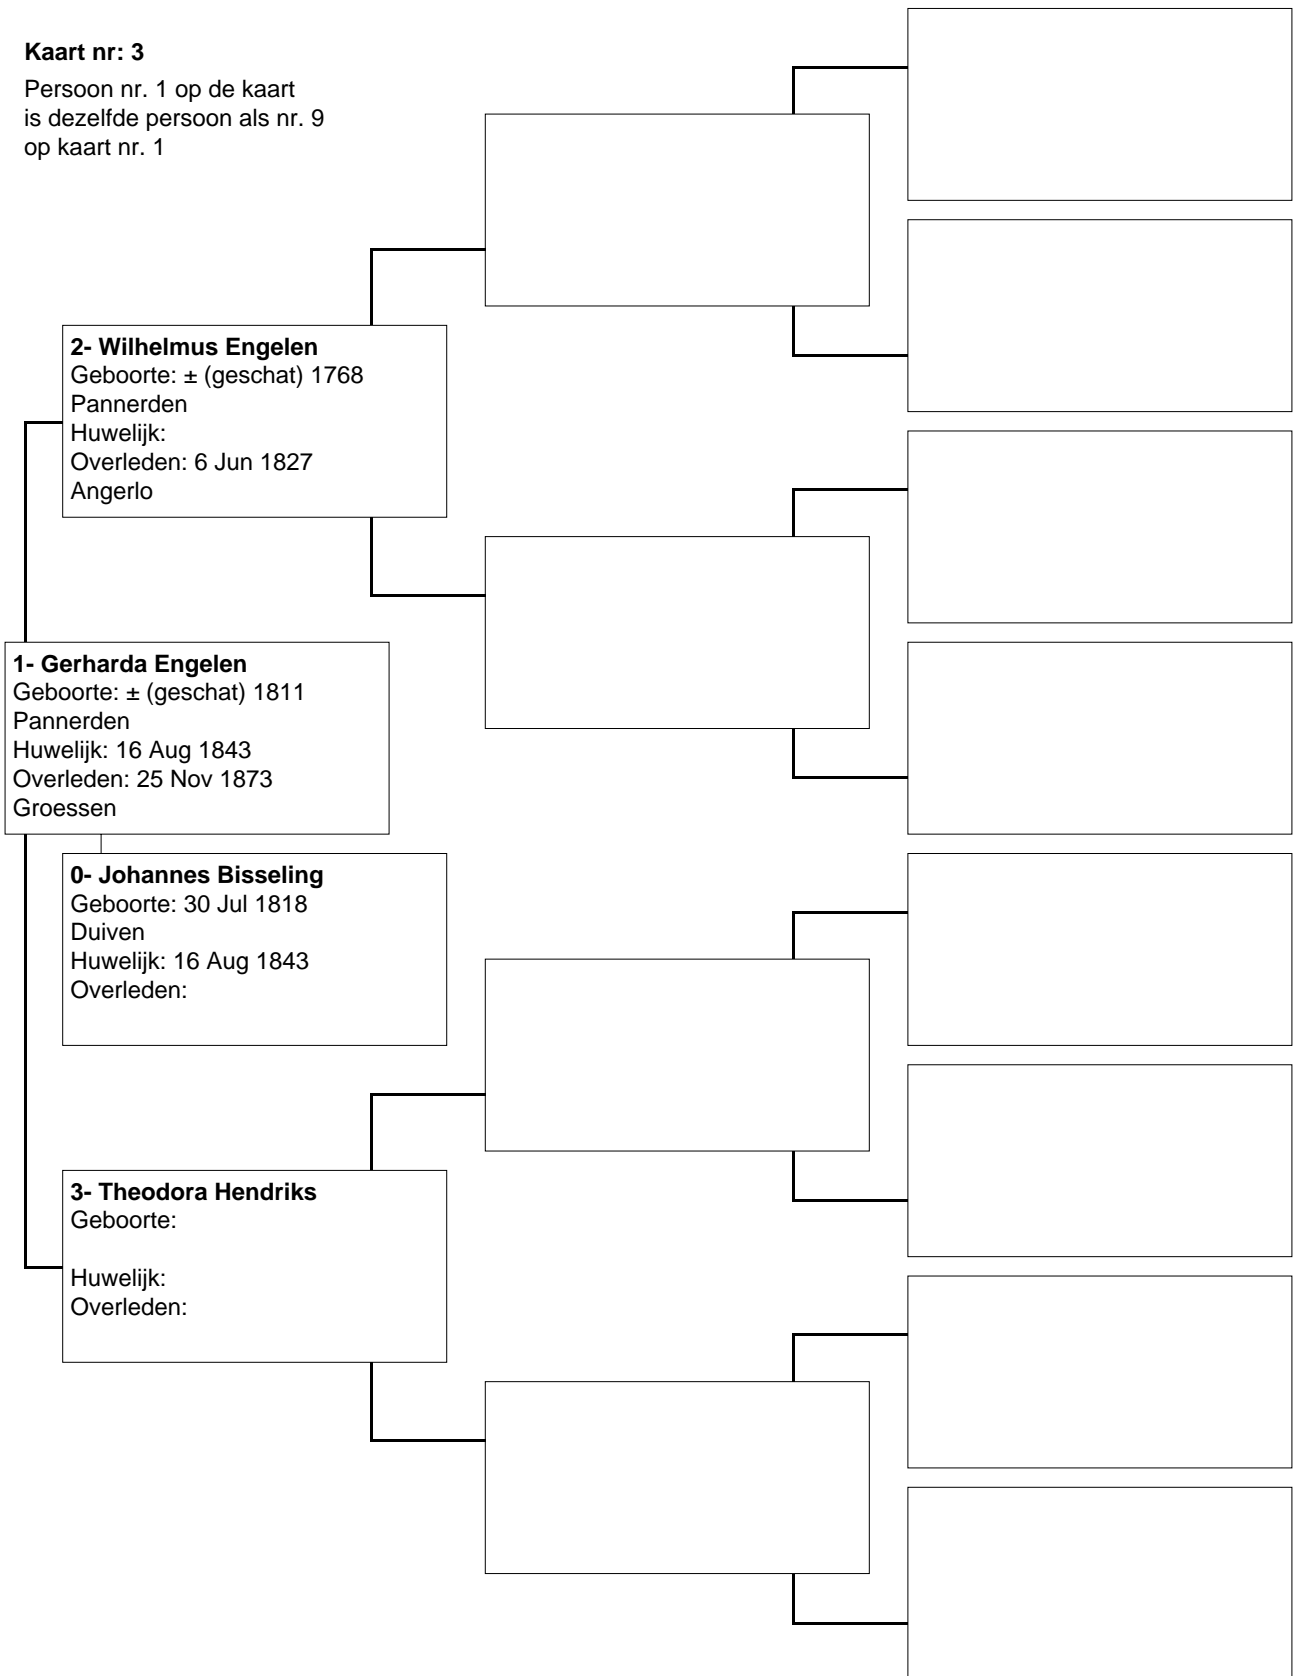 Kaart nr: 3
Persoon nr. 1 op de kaart
is dezelfde persoon als nr. 9
op kaart nr. 1
2- Wilhelmus Engelen
Geboorte: ± (geschat) 1768
Pannerden
Huwelijk:
Overleden: 6 Jun 1827
Angerlo
1- Gerharda Engelen
Geboorte: ± (geschat) 1811
Pannerden
Huwelijk: 16 Aug 1843
Overleden: 25 Nov 1873
Groessen
0- Johannes Bisseling
Geboorte: 30 Jul 1818
Duiven
Huwelijk: 16 Aug 1843
Overleden:
3- Theodora Hendriks
Geboorte:
Huwelijk:
Overleden: